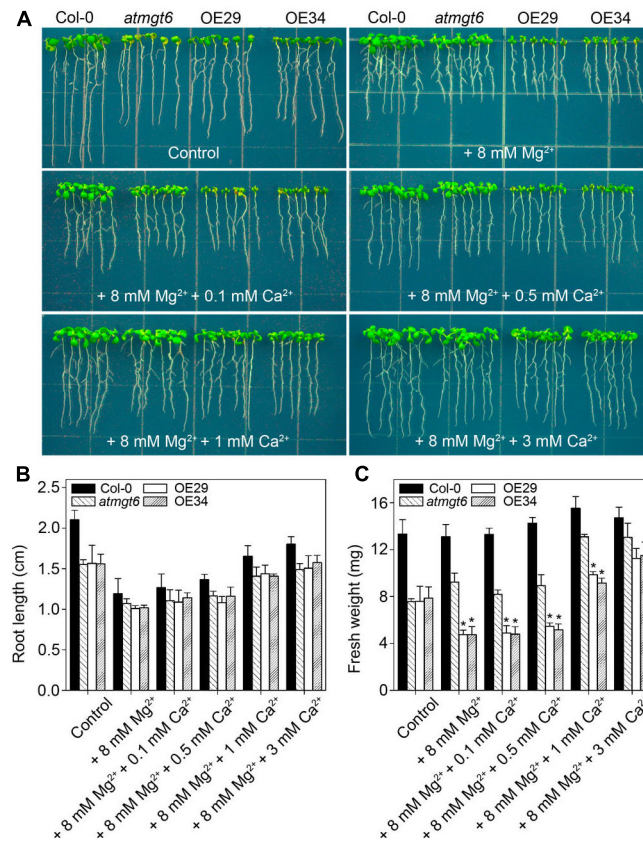 A
Col-0 atmgt6 OE29 OE34 Col-0 atmgt6 OE29 OE34
Control
+ 8 mM Mg²⁺
+ 8 mM Mg²⁺ + 0.1 mM Ca²⁺
+ 8 mM Mg²⁺ + 0.5 mM Ca²⁺
+ 8 mM Mg²⁺ + 1 mM Ca²⁺
+ 8 mM Mg²⁺ + 3 mM Ca²⁺
B
Col-0 OE29
atmgt6 OE34
Root length (cm)
2.5
2.0
1.5
1.0
0.5
0.0
Control
+ 8 mM Mg²⁺
+ 8 mM Mg²⁺ + 0.1 mM Ca²⁺
+ 8 mM Mg²⁺ + 0.5 mM Ca²⁺
+ 8 mM Mg²⁺ + 1 mM Ca²⁺
+ 8 mM Mg²⁺ + 3 mM Ca²⁺
C
Col-0 OE29
atmgt6 OE34
Fresh weight (mg)
16
12
8
4
0
* *
* *
* *
* *
Control
+ 8 mM Mg²⁺
+ 8 mM Mg²⁺ + 0.1 mM Ca²⁺
+ 8 mM Mg²⁺ + 0.5 mM Ca²⁺
+ 8 mM Mg²⁺ + 1 mM Ca²⁺
+ 8 mM Mg²⁺ + 3 mM Ca²⁺